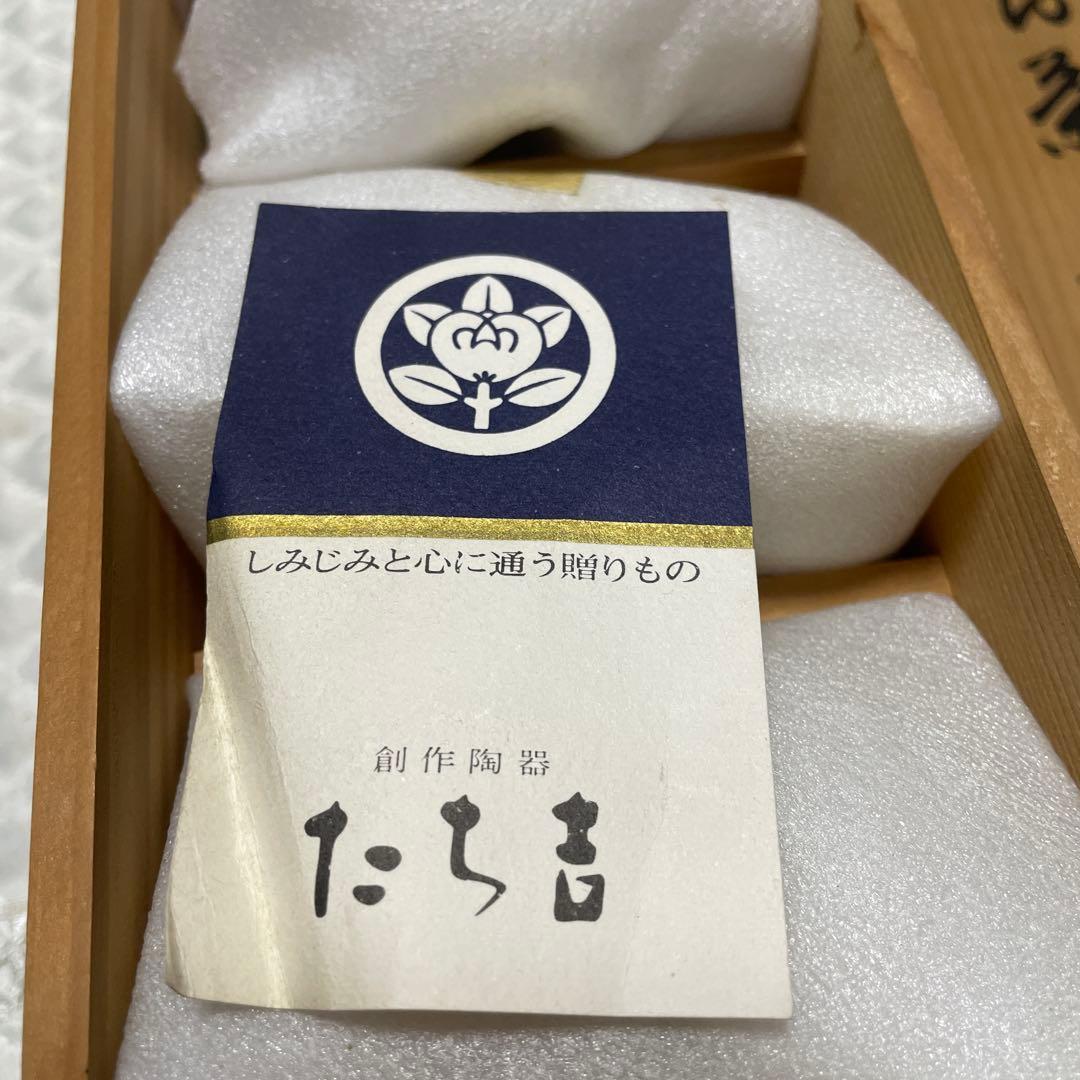 しみじみと心に通う贈りもの
創作陶器
たち吉